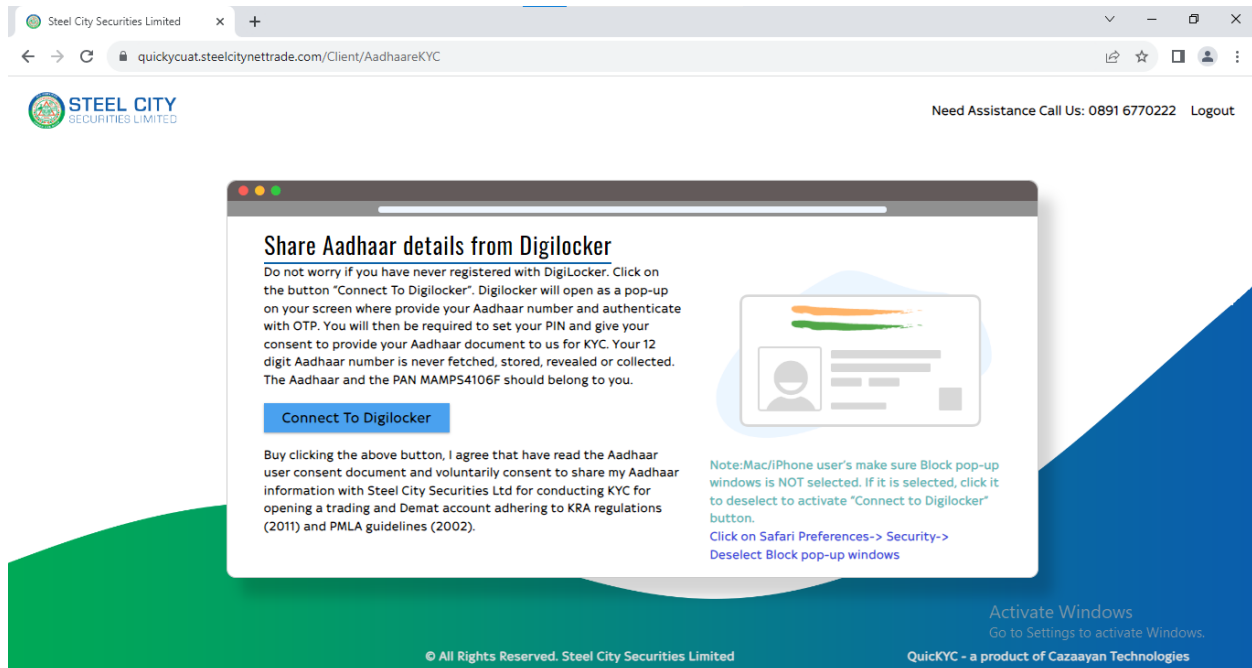 Steel City Securities Limited
quickycuat.steelcitynettrade.com/Client/AadhaareKYC
STEEL CITY
SECURITIES LIMITED
Need Assistance Call Us: 0891 6770222 Logout
Share Aadhaar details from Digilocker
Do not worry if you have never registered with DigiLocker. Click on
the button "Connect To Digilocker". Digilocker will open as a pop-up
on your screen where provide your Aadhaar number and authenticate
with OTP. You will then be required to set your PIN and give your
consent to provide your Aadhaar document to us for KYC. Your 12
digit Aadhaar number is never fetched, stored, revealed or collected.
The Aadhaar and the PAN MAMPS4106F should belong to you.
Connect To Digilocker
Buy clicking the above button, I agree that have read the Aadhaar
user consent document and voluntarily consent to share my Aadhaar
information with Steel City Securities Ltd for conducting KYC for
opening a trading and Demat account adhering to KRA regulations
(2011) and PMLA guidelines (2002).
Note:Mac/iPhone user's make sure Block pop-up
windows is NOT selected. If it is selected, click it
to deselect to activate "Connect to Digilocker"
button.
Click on Safari Preferences-> Security->
Deselect Block pop-up windows
Activate Windows
Go to Settings to activate Windows.
© All Rights Reserved. Steel City Securities Limited
QuicKYC - a product of Cazaayan Technologies